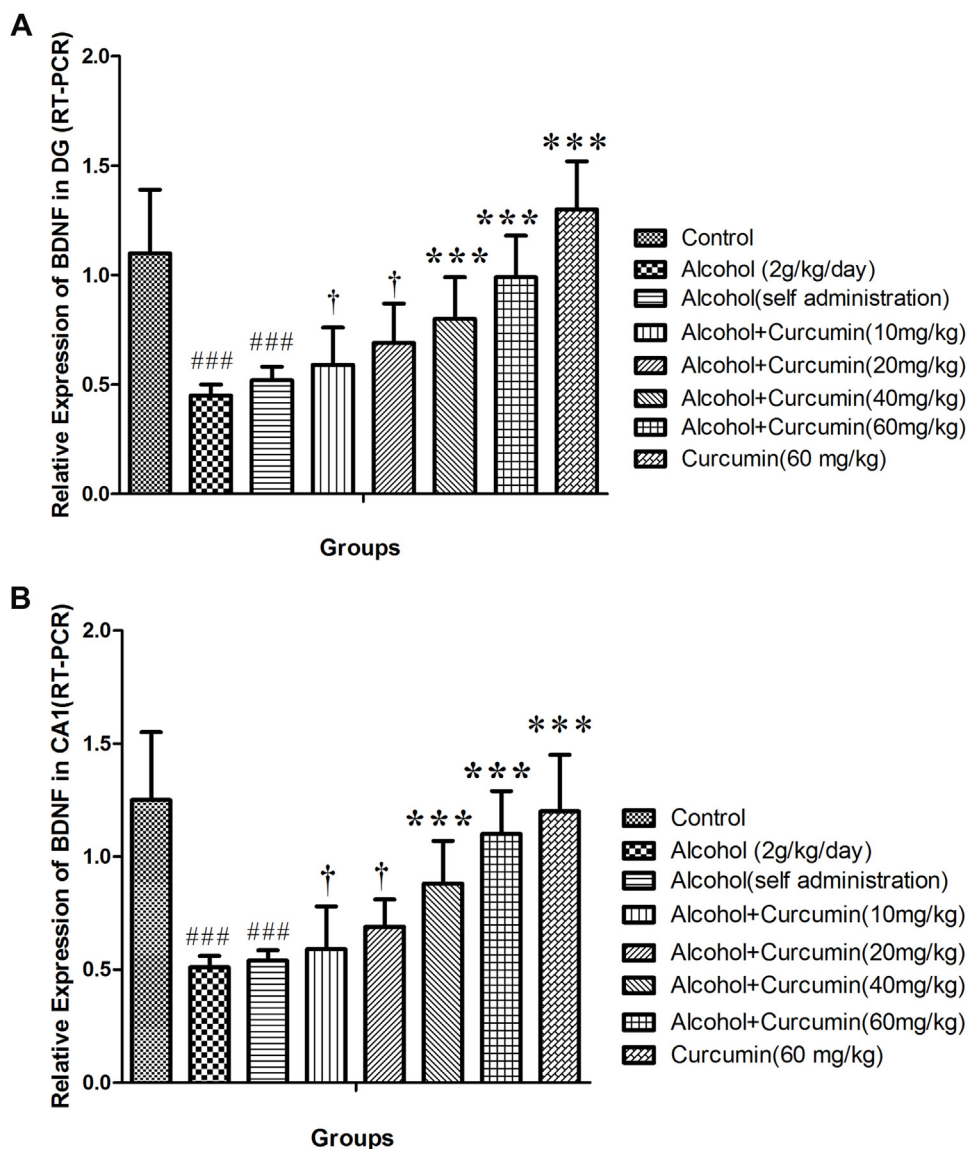 A
Relative Expression of BDNF in DG (RT-PCR)
2.0
1.5
1.0
0.5
0.0
###
###
†
†
***
***
***
Groups
Control
Alcohol (2g/kg/day)
Alcohol(self administration)
Alcohol+Curcumin(10mg/kg)
Alcohol+Curcumin(20mg/kg)
Alcohol+Curcumin(40mg/kg)
Alcohol+Curcumin(60mg/kg)
Curcumin(60 mg/kg)
B
Relative Expression of BDNF in CA1(RT-PCR)
2.0
1.5
1.0
0.5
0.0
###
###
†
†
***
***
***
Groups
Control
Alcohol (2g/kg/day)
Alcohol(self administration)
Alcohol+Curcumin(10mg/kg)
Alcohol+Curcumin(20mg/kg)
Alcohol+Curcumin(40mg/kg)
Alcohol+Curcumin(60mg/kg)
Curcumin(60 mg/kg)